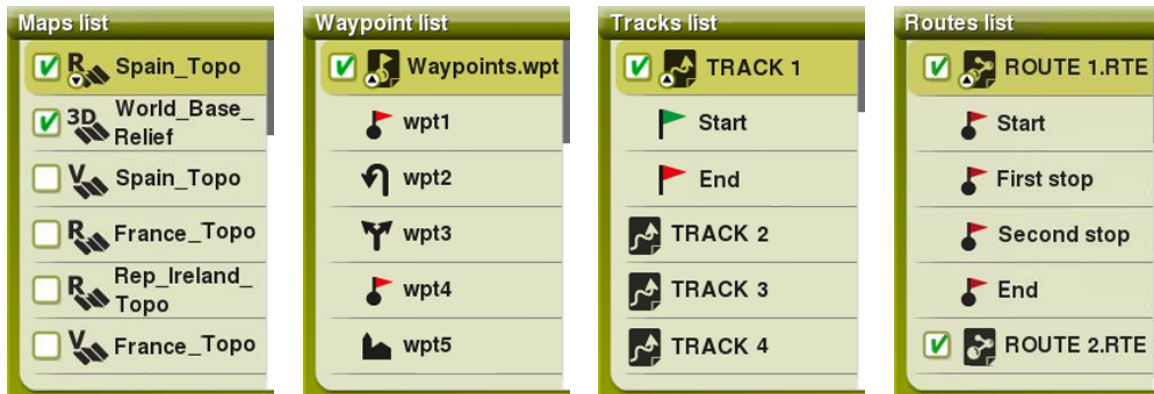 Maps list
R Spain_Topo
3D World_Base_
Relief
V Spain_Topo
R France_Topo
R Rep_Ireland_
Topo
V France_Topo
Waypoint list
Waypoints.wpt
wpt1
wpt2
wpt3
wpt4
wpt5
Tracks list
TRACK 1
Start
End
TRACK 2
TRACK 3
TRACK 4
Routes list
ROUTE 1.RTE
Start
First stop
Second stop
End
ROUTE 2.RTE